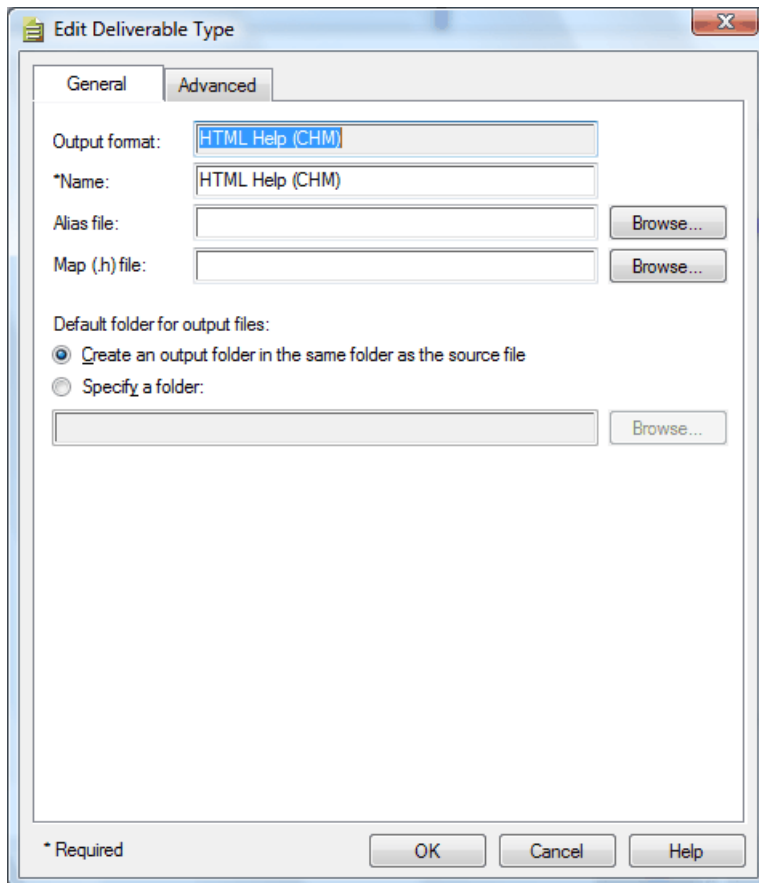 Edit Deliverable Type
General Advanced
Output format: HTML Help (CHM)
*Name: HTML Help (CHM)
Alias file: Browse...
Map (.h) file: Browse...
Default folder for output files:
Create an output folder in the same folder as the source file
Specify a folder:
Browse...
* Required OK Cancel Help